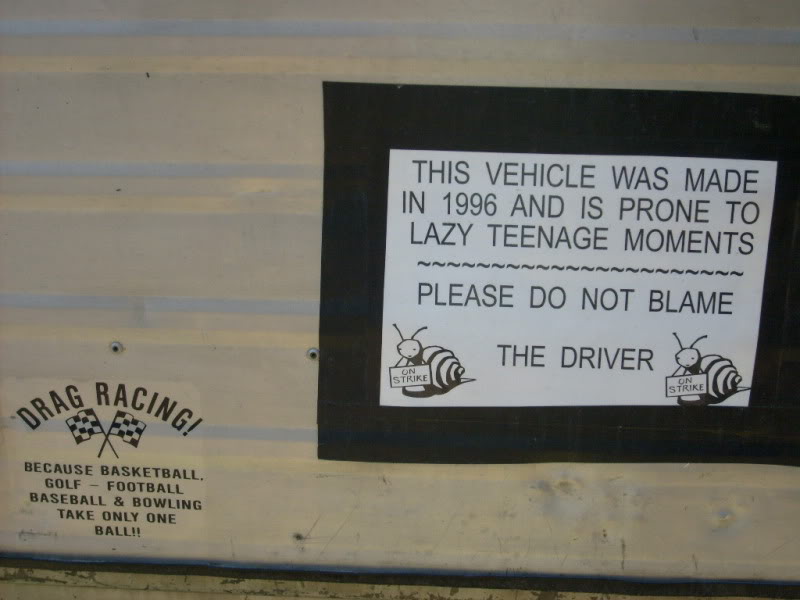 THIS VEHICLE WAS MADE
IN 1996 AND IS PRONE TO
LAZY TEENAGE MOMENTS
~~~~~~~~~~~~~~~~~~~~~~
PLEASE DO NOT BLAME
THE DRIVER
ON
STRIKE
ON
STRIKE
DRAG RACING!
BECAUSE BASKETBALL,
GOLF - FOOTBALL
BASEBALL & BOWLING
TAKE ONLY ONE
BALL!!